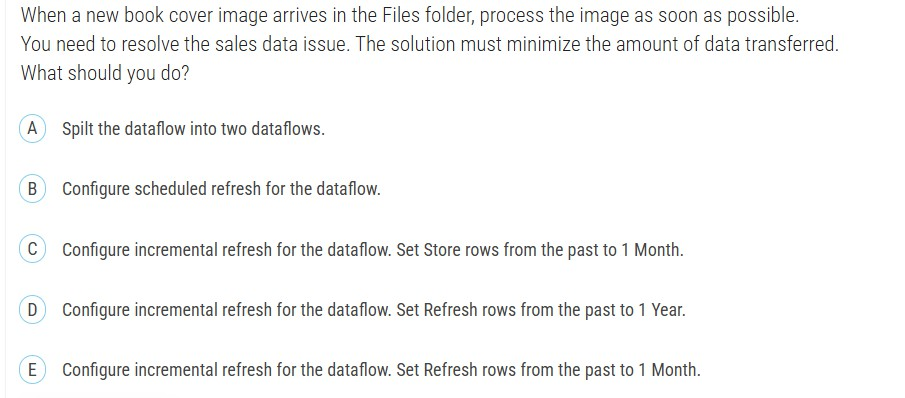 When a new book cover image arrives in the Files folder, process the image as soon as possible.
You need to resolve the sales data issue. The solution must minimize the amount of data transferred.
What should you do?
A Spilt the dataflow into two dataflows.
B Configure scheduled refresh for the dataflow.
C Configure incremental refresh for the dataflow. Set Store rows from the past to 1 Month.
D Configure incremental refresh for the dataflow. Set Refresh rows from the past to 1 Year.
E Configure incremental refresh for the dataflow. Set Refresh rows from the past to 1 Month.